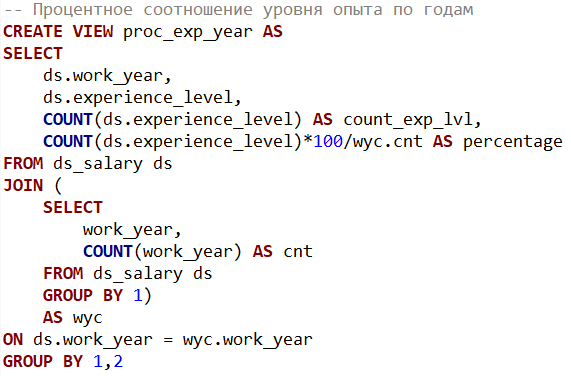 -- Процентное соотношение уровня опыта по годам
CREATE VIEW proc_exp_year AS
SELECT
    ds.work_year,
    ds.experience_level,
    COUNT(ds.experience_level) AS count_exp_lvl,
    COUNT(ds.experience_level)*100/wyc.cnt AS percentage
FROM ds_salary ds
JOIN (
    SELECT
        work_year,
        COUNT(work_year) AS cnt
    FROM ds_salary ds
    GROUP BY 1)
    AS wyc
ON ds.work_year = wyc.work_year
GROUP BY 1,2